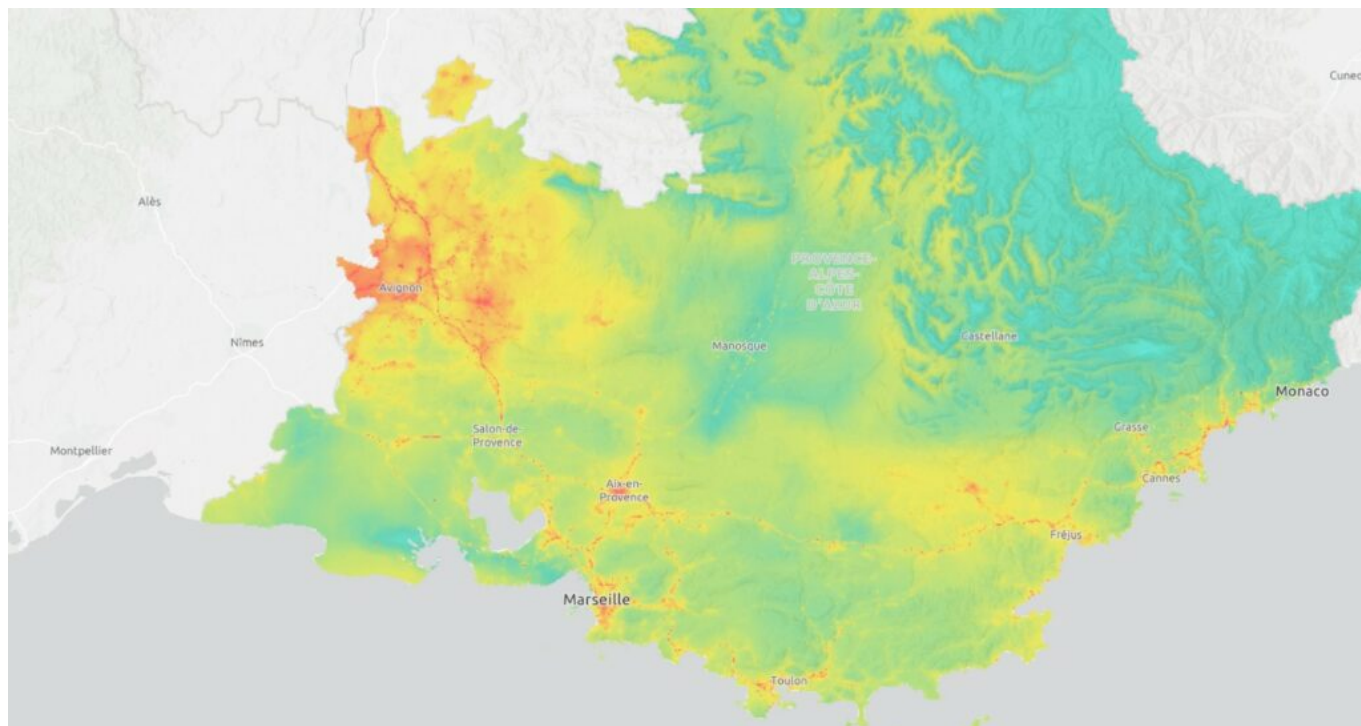 Cuneo
Alès
PROVENCE-
ALPES-
CÔTE
D'AZUR
Avignon
Nîmes
Manosque
Castellane
Monaco
Salon-de-
Provence
Grasse
Montpellier
Aix-en-
Provence
Cannes
Fréjus
Marseille
Toulon